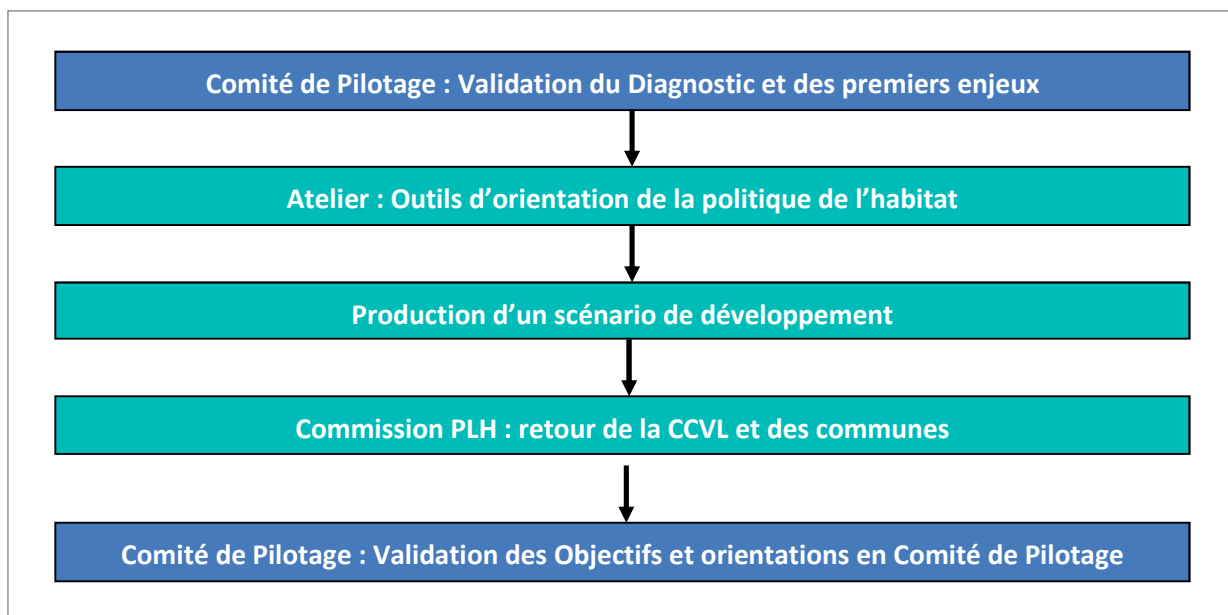 Comité de Pilotage : Validation du Diagnostic et des premiers enjeux
Atelier : Outils d’orientation de la politique de l’habitat
Production d’un scénario de développement
Commission PLH : retour de la CCVL et des communes
Comité de Pilotage : Validation des Objectifs et orientations en Comité de Pilotage